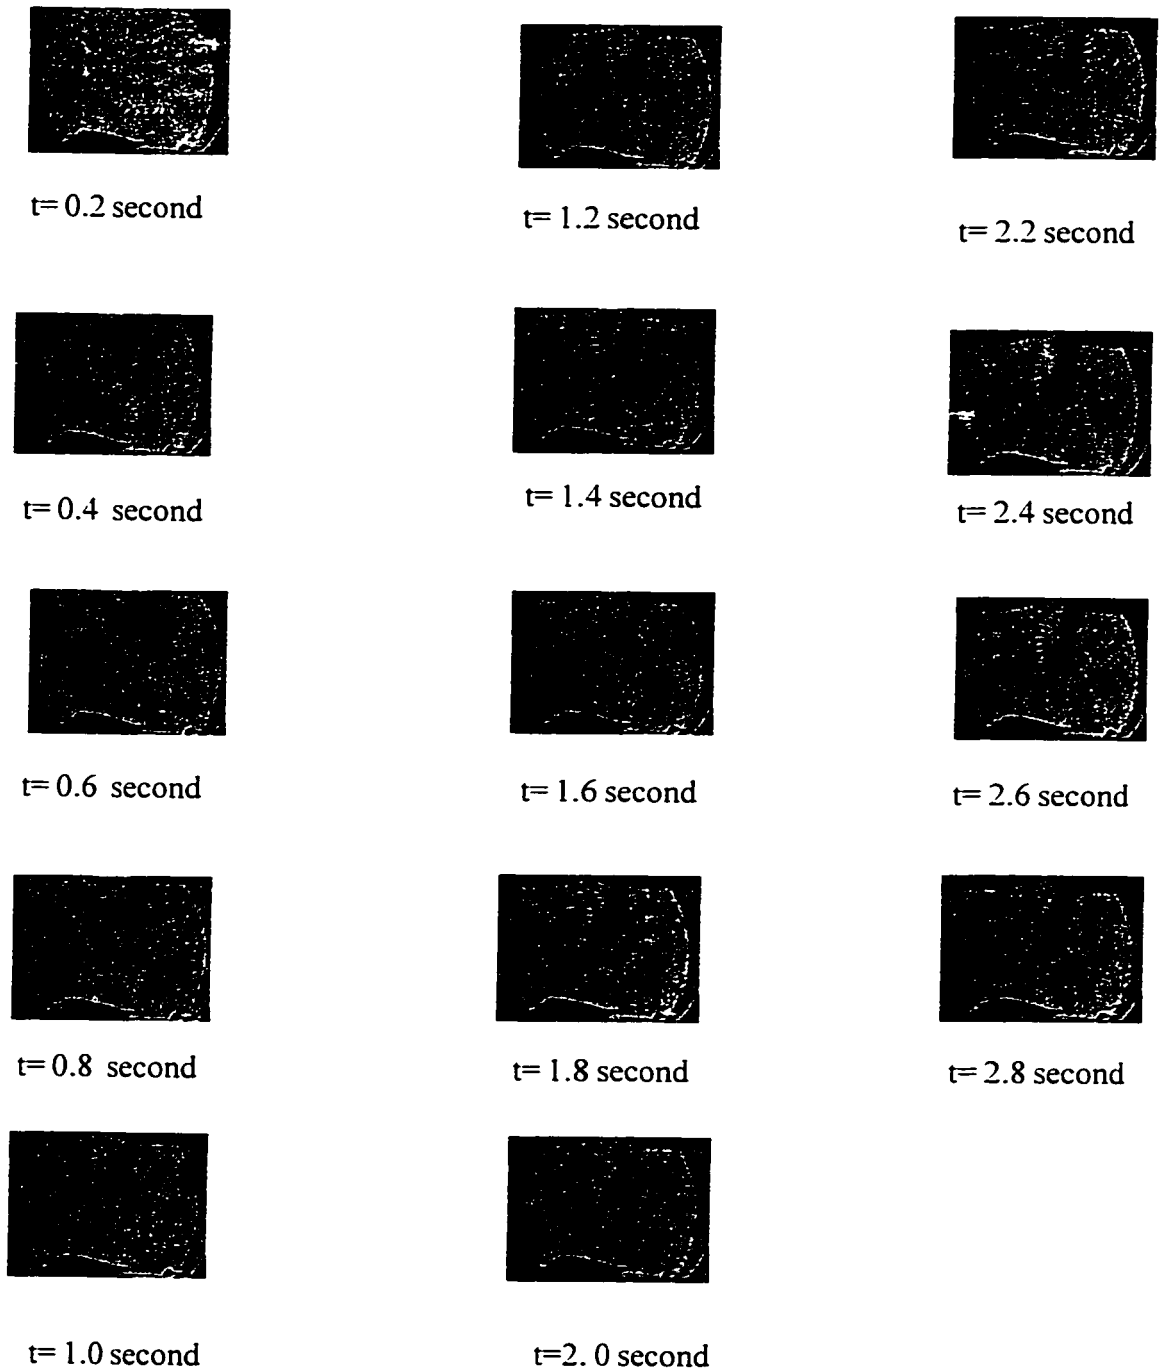 t= 0.2 second
t= 1.2 second
t= 2.2 second
t= 0.4 second
t= 1.4 second
t= 2.4 second
t= 0.6 second
t= 1.6 second
t= 2.6 second
t= 0.8 second
t= 1.8 second
t= 2.8 second
t= 1.0 second
t=2. 0 second